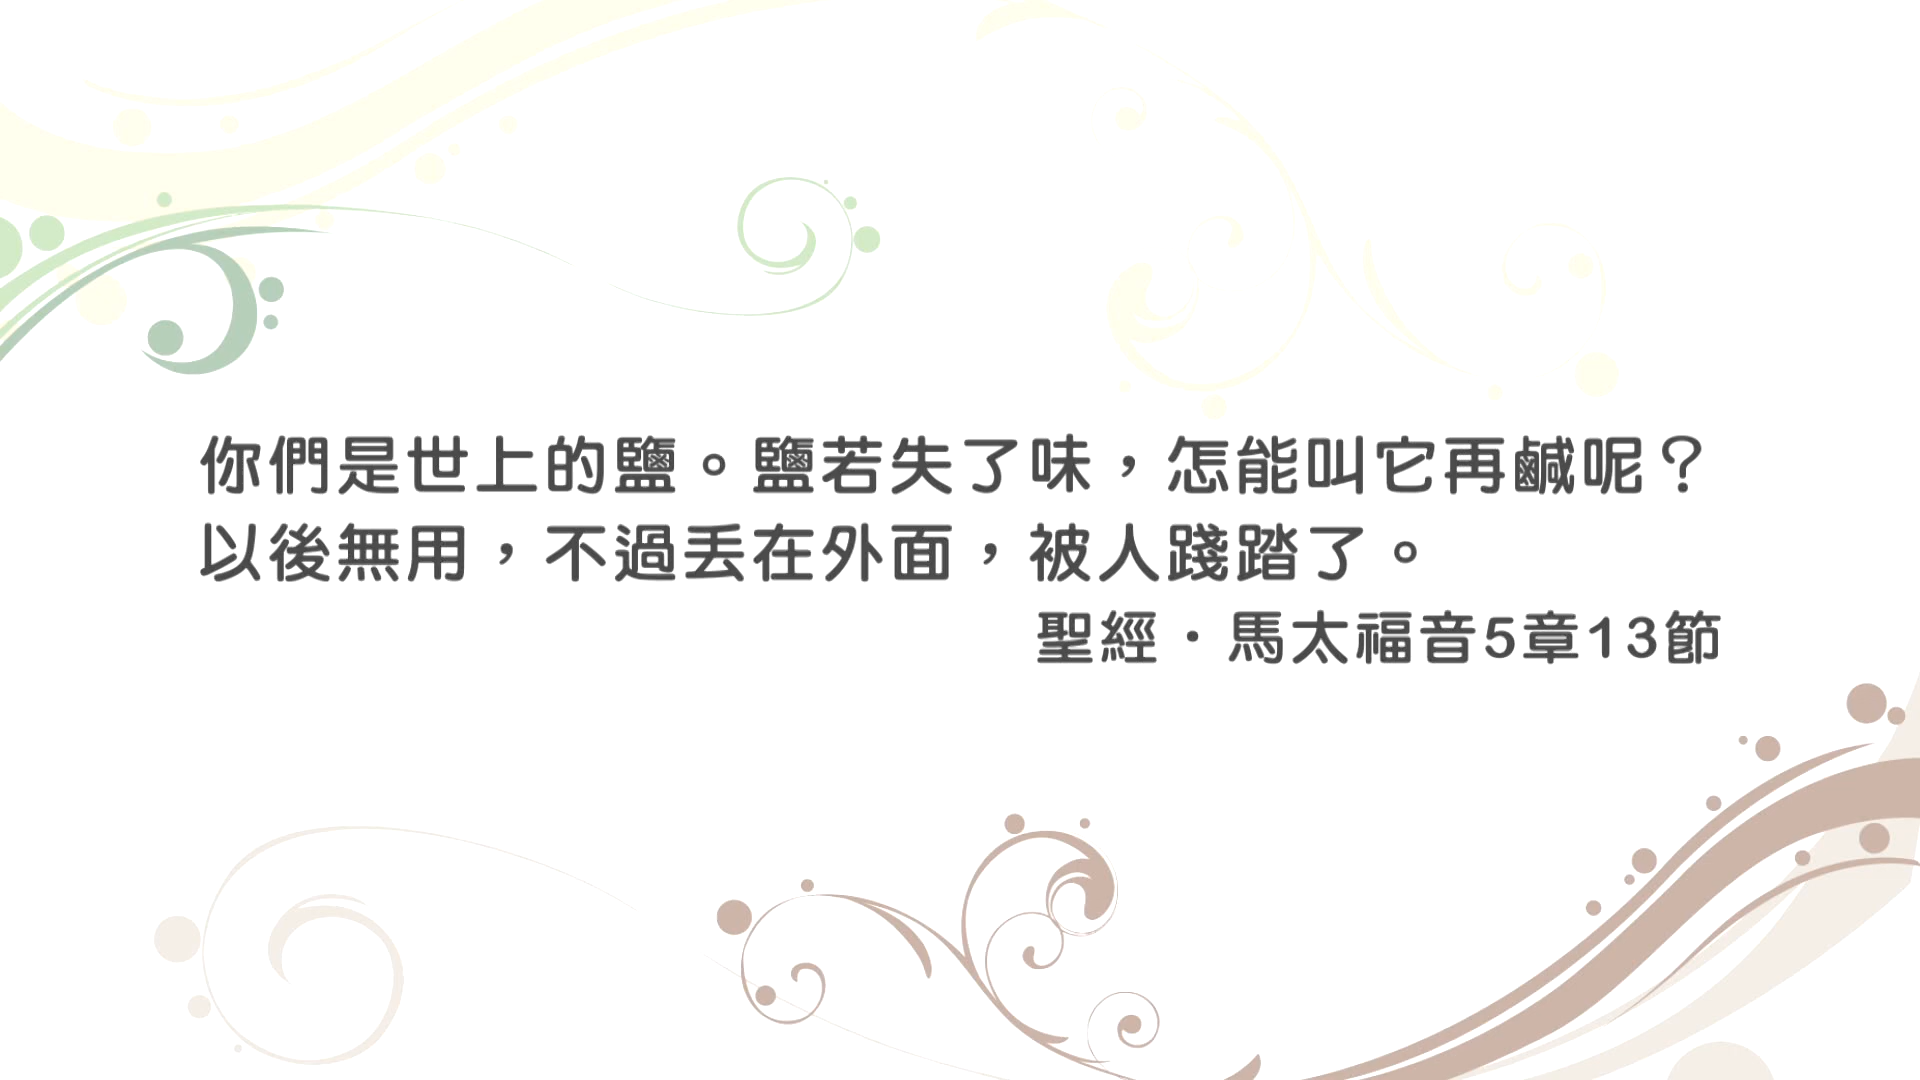 你們是世上的鹽。鹽若失了味，怎能叫它再鹹呢？
以後無用，不過丟在外面，被人踐踏了。
聖經．馬太福音5章13節